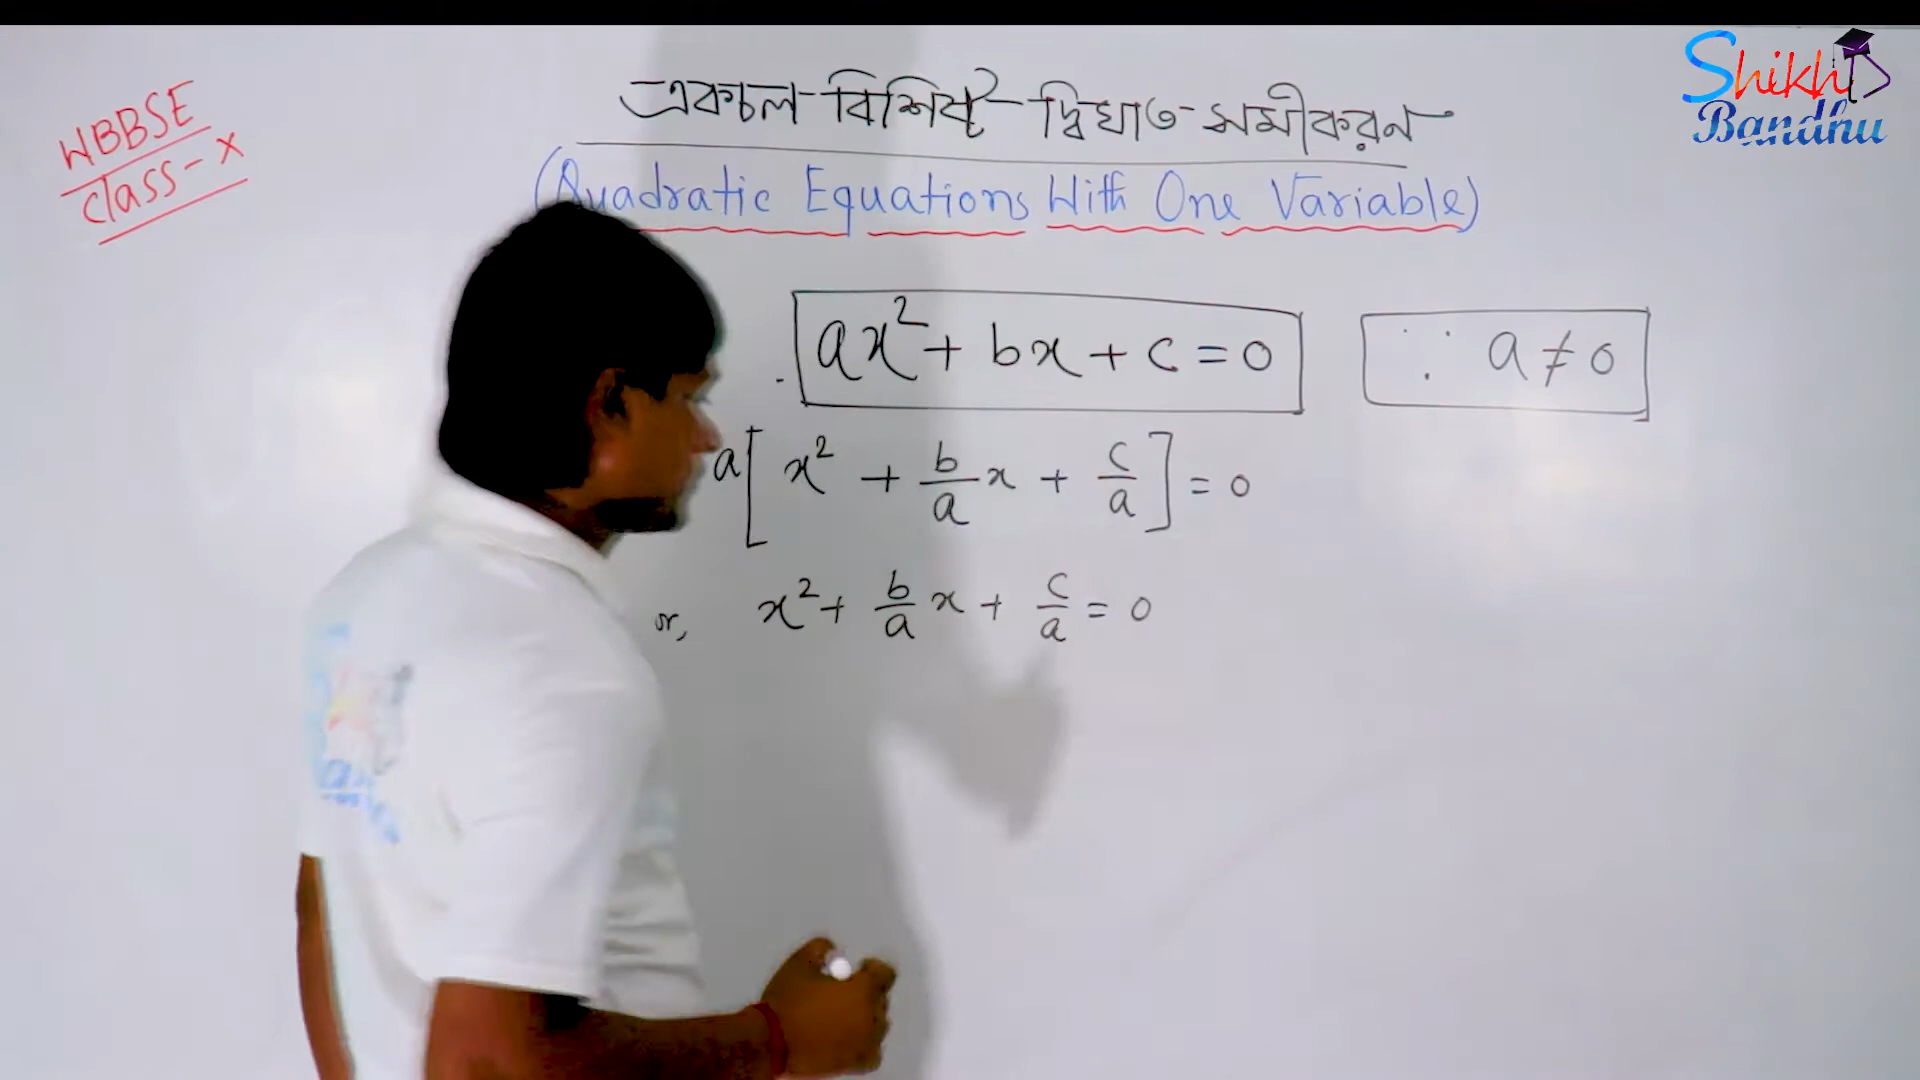 WBBSE
class-x
একচল বিশিষ্ট দ্বিঘাত সমীকরণ
(Quadratic Equations With One Variable)
Shikha
Bandhu
ax² + bx + c = 0
∵ a ≠ 0
a[x² + b/a x + c/a] = 0
or, x² + b/a x + c/a = 0